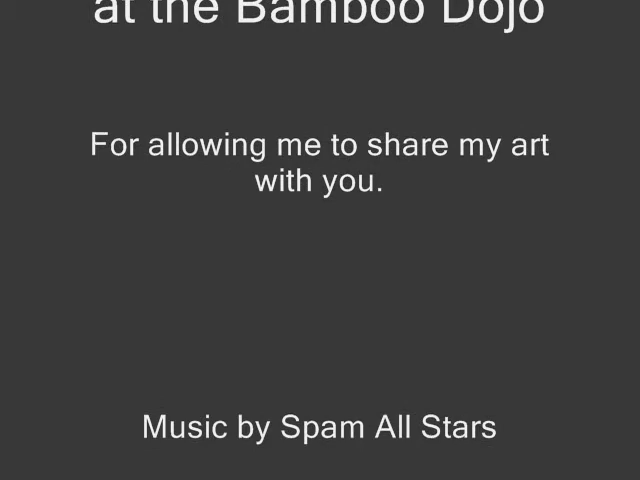 at the Bamboo Dojo
For allowing me to share my art
with you.
Music by Spam All Stars